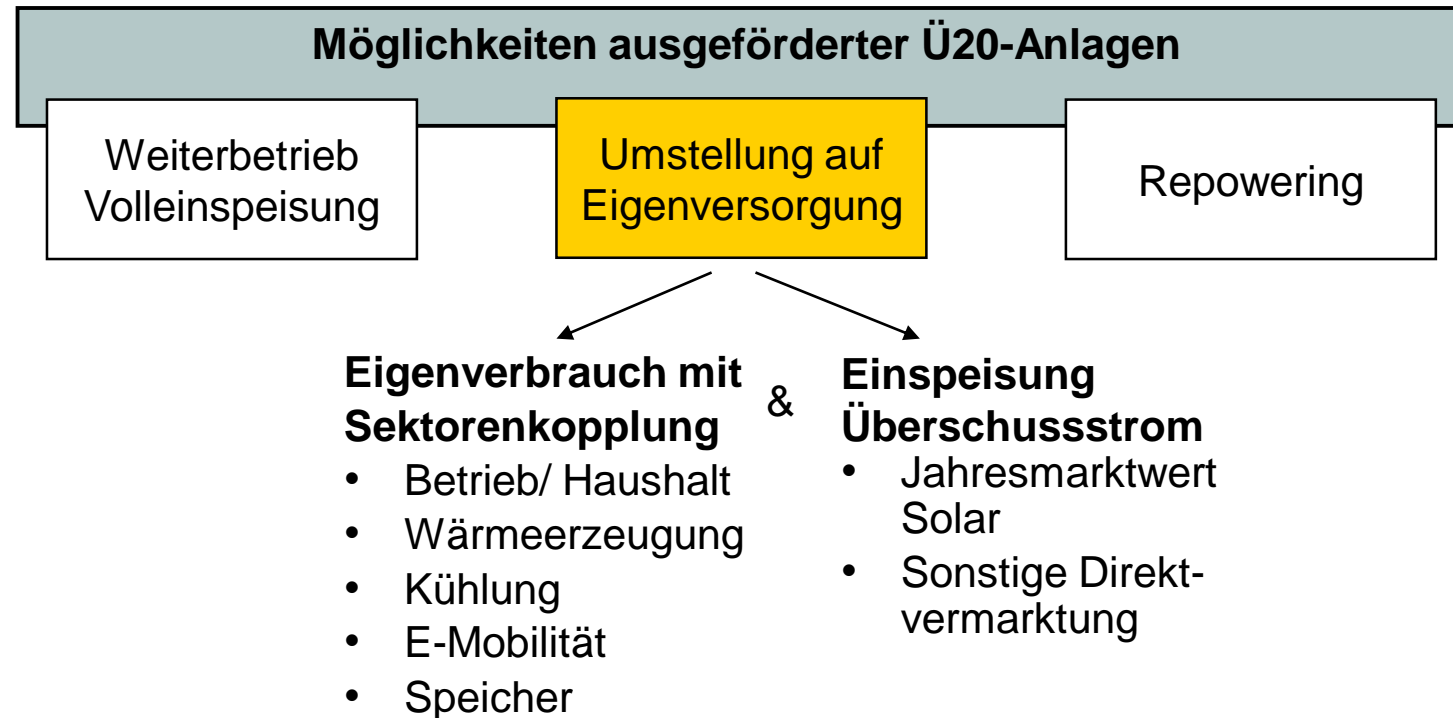 Möglichkeiten ausgeförderter Ü20-Anlagen
Weiterbetrieb
Volleinspeisung
Umstellung auf
Eigenversorgung
Repowering
Eigenverbrauch mit
Sektorenkopplung
• Betrieb/ Haushalt
• Wärmeerzeugung
• Kühlung
• E-Mobilität
• Speicher
&
Einspeisung
Überschussstrom
• Jahresmarktwert
Solar
• Sonstige Direkt-
vermarktung